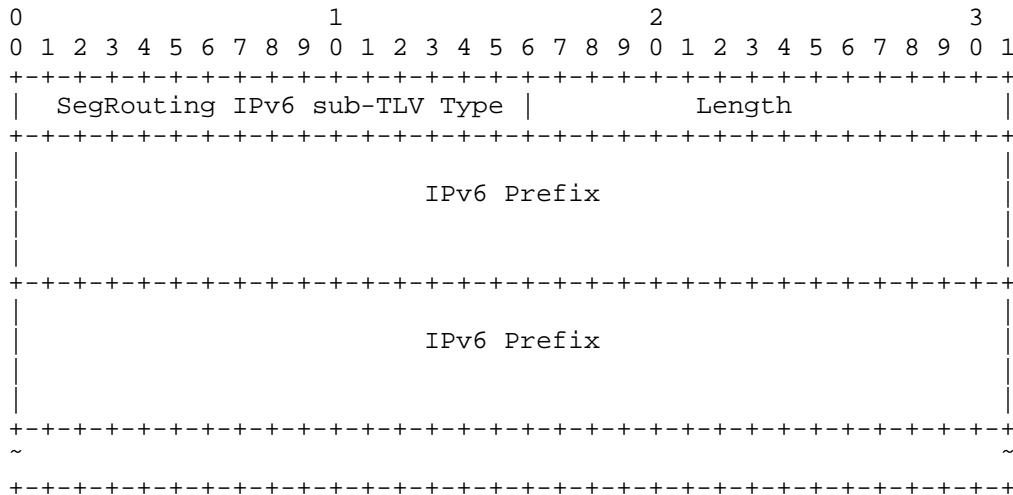 0                   1                   2                   3
0 1 2 3 4 5 6 7 8 9 0 1 2 3 4 5 6 7 8 9 0 1 2 3 4 5 6 7 8 9 0 1
+-+-+-+-+-+-+-+-+-+-+-+-+-+-+-+-+-+-+-+-+-+-+-+-+-+-+-+-+-+-+-+
|  SegRouting IPv6 sub-TLV Type |          Length             |
+-+-+-+-+-+-+-+-+-+-+-+-+-+-+-+-+-+-+-+-+-+-+-+-+-+-+-+-+-+-+-+
|                                                             |
|                         IPv6 Prefix                         |
|                                                             |
|                                                             |
+-+-+-+-+-+-+-+-+-+-+-+-+-+-+-+-+-+-+-+-+-+-+-+-+-+-+-+-+-+-+-+
|                                                             |
|                         IPv6 Prefix                         |
|                                                             |
|                                                             |
+-+-+-+-+-+-+-+-+-+-+-+-+-+-+-+-+-+-+-+-+-+-+-+-+-+-+-+-+-+-+-+
~                                                             ~
+-+-+-+-+-+-+-+-+-+-+-+-+-+-+-+-+-+-+-+-+-+-+-+-+-+-+-+-+-+-+-+